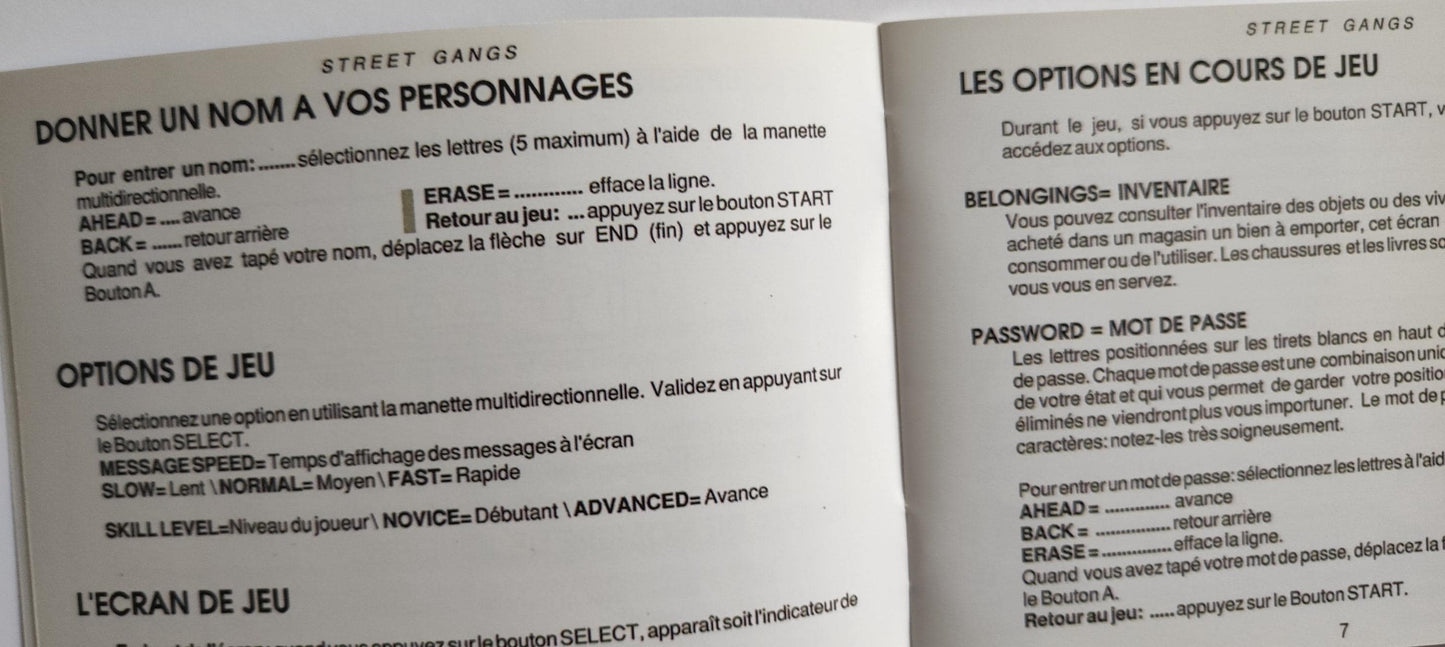 STREET GANGS
DONNER UN NOM A VOS PERSONNAGES
Pour entrer un nom: .......sélectionnez les lettres (5 maximum) à l'aide de la manette
multidirectionnelle.
AHEAD = .... avance
BACK = ...... retour arrière
ERASE = ............ efface la ligne.
Retour au jeu: ... appuyez sur le bouton START
Quand vous avez tapé votre nom, déplacez la flèche sur END (fin) et appuyez sur le
Bouton A.
OPTIONS DE JEU
Sélectionnez une option en utilisant la manette multidirectionnelle. Validez en appuyant sur
le Bouton SELECT.
MESSAGE SPEED= Temps d'affichage des messages à l'écran
SLOW= Lent \ NORMAL= Moyen \ FAST= Rapide
SKILL LEVEL=Niveau du joueur \ NOVICE= Débutant \ ADVANCED= Avance
L'ECRAN DE JEU
appuyez sur le bouton SELECT, apparaît soit l'indicateur de
STREET GANGS
LES OPTIONS EN COURS DE JEU
Durant le jeu, si vous appuyez sur le bouton START,
accédez aux options.
BELONGINGS= INVENTAIRE
Vous pouvez consulter l'inventaire des objets ou des
acheté dans un magasin un bien à emporter, cet écran
consommer ou de l'utiliser. Les chaussures et les livres
vous vous en servez.
PASSWORD = MOT DE PASSE
Les lettres positionnées sur les tirets blancs en haut
de passe. Chaque mot de passe est une combinaison
de votre état et qui vous permet de garder votre
éliminés ne viendront plus vous importuner. Le mot de
caractères: notez-les très soigneusement.
Pour entrer un mot de passe: sélectionnez les lettres à
AHEAD = ............. avance
BACK = ............... retour arrière
ERASE = .............. efface la ligne.
Quand vous avez tapé votre mot de passe, déplacez la
le Bouton A.
Retour au jeu: ..... appuyez sur le Bouton START.
7